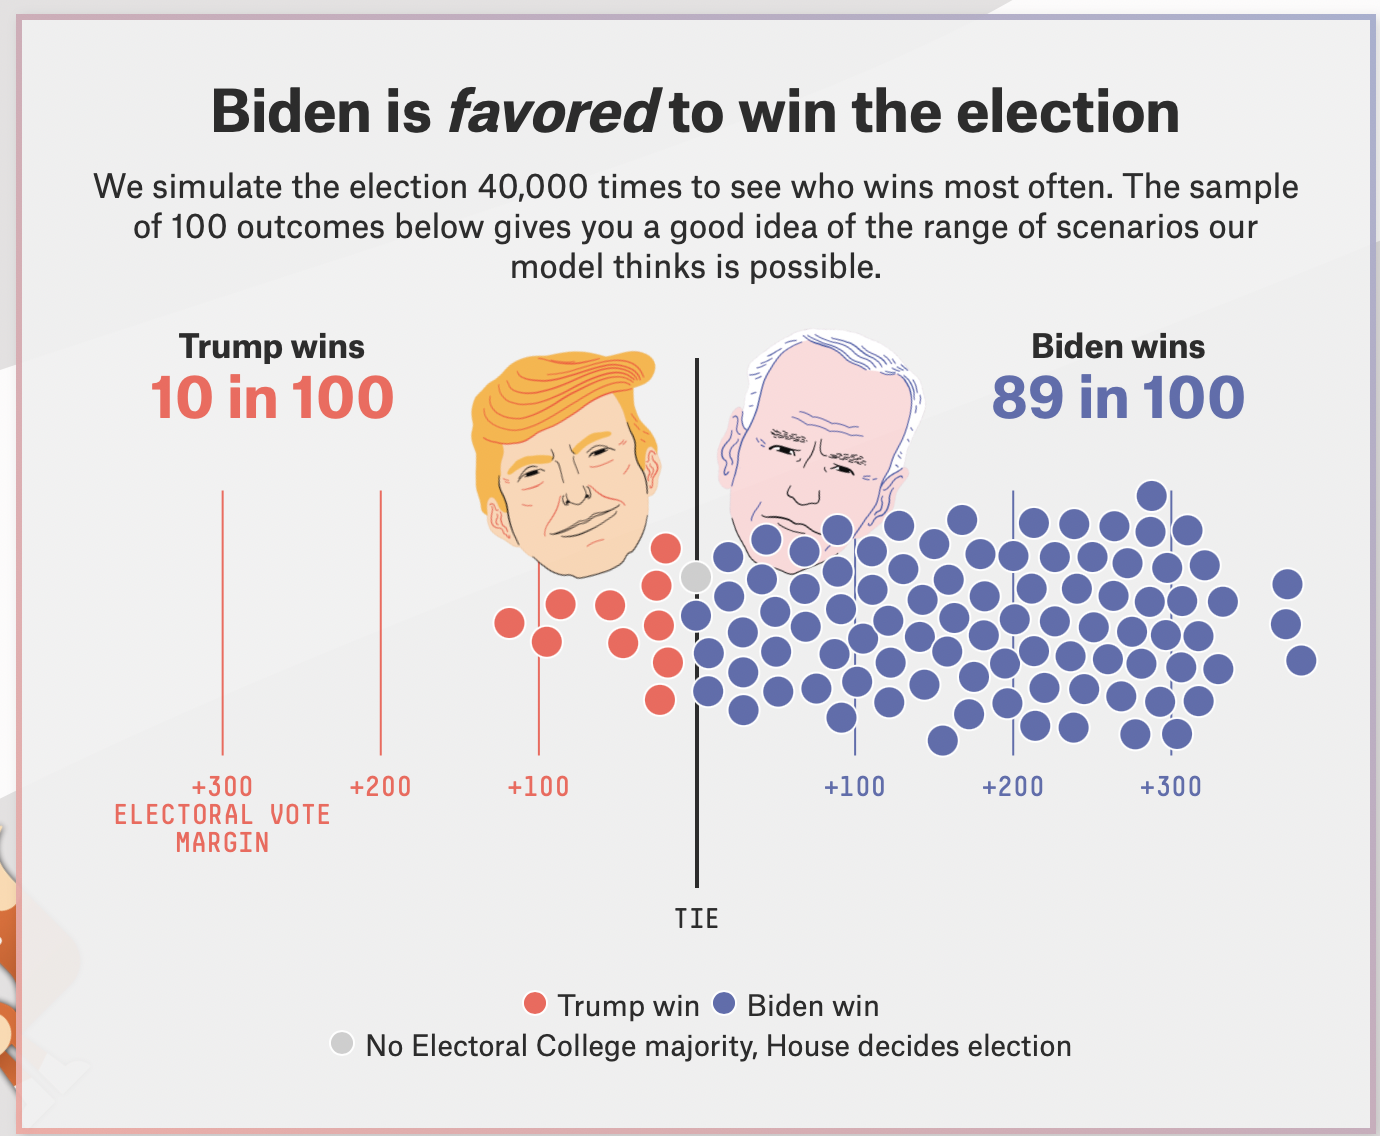 Biden is favored to win the election
We simulate the election 40,000 times to see who wins most often. The sample
of 100 outcomes below gives you a good idea of the range of scenarios our
model thinks is possible.
Trump wins
10 in 100
Biden wins
89 in 100
+300
ELECTORAL VOTE
MARGIN
+200
+100
+100
+200
+300
TIE
Trump win
Biden win
No Electoral College majority, House decides election